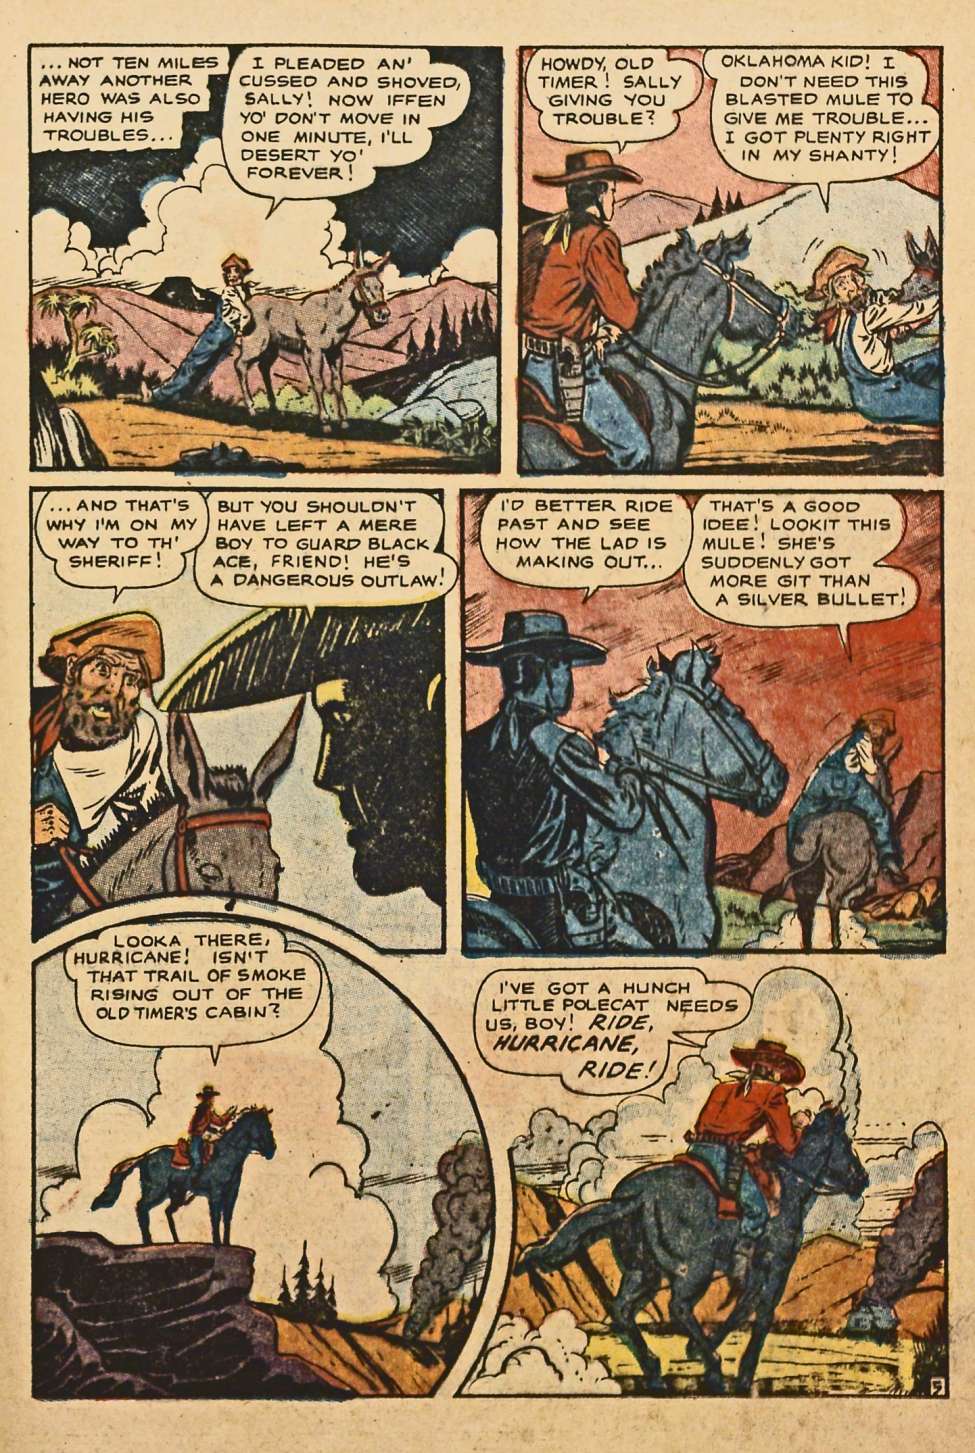 ...NOT TEN MILES
AWAY ANOTHER
HERO WAS ALSO
HAVING HIS
TROUBLES...
I PLEADED AN'
CUSSED AND SHOVED,
SALLY! NOW IFFEN
YO' DON'T MOVE IN
ONE MINUTE, I'LL
DESERT YO'
FOREVER!
HOWDY, OLD
TIMER! SALLY
GIVING YOU
TROUBLE?
OKLAHOMA KID! I
DON'T NEED THIS
BLASTED MULE TO
GIVE ME TROUBLE...
I GOT PLENTY RIGHT
IN MY SHANTY!
...AND THAT'S
WHY I'M ON MY
WAY TO TH'
SHERIFF!
BUT YOU SHOULDN'T
HAVE LEFT A MERE
BOY TO GUARD BLACK
ACE, FRIEND! HE'S
A DANGEROUS OUTLAW!
I'D BETTER RIDE
PAST AND SEE
HOW THE LAD IS
MAKING OUT...
THAT'S A GOOD
IDEE! LOOKIT THIS
MULE! SHE'S
SUDDENLY GOT
MORE GIT THAN
A SILVER BULLET!
LOOKA THERE,
HURRICANE! ISN'T
THAT TRAIL OF SMOKE
RISING OUT OF THE
OLD TIMER'S CABIN?
I'VE GOT A HUNCH
LITTLE POLECAT NEEDS
US, BOY! RIDE,
HURRICANE,
RIDE!
5